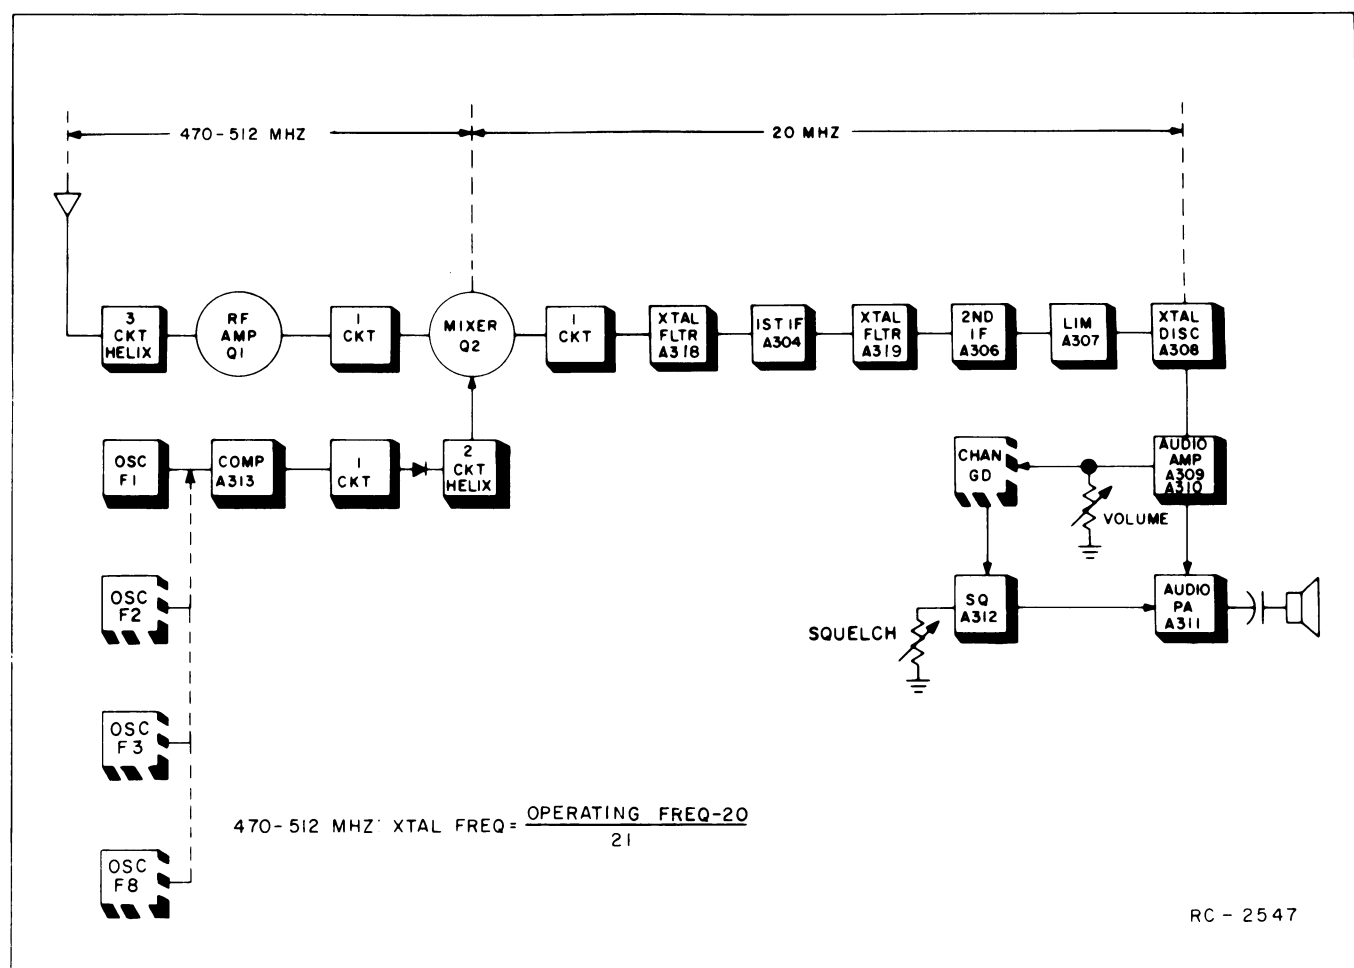 470-512 MHZ
20 MHZ
3
CKT
HELIX
RF
AMP
Q1
1
CKT
MIXER
Q2
1
CKT
XTAL
FLTR
A318
1ST IF
A304
XTAL
FLTR
A319
2ND
IF
A306
LIM
A307
XTAL
DISC
A308
OSC
F1
COMP
A313
1
CKT
2
CKT
HELIX
CHAN
GD
AUDIO
AMP
A309
A310
VOLUME
OSC
F2
SQUELCH
SQ
A312
AUDIO
PA
A311
OSC
F3
470-512 MHZ: XTAL FREQ = OPERATING FREQ-20
21
OSC
F8
RC - 2547